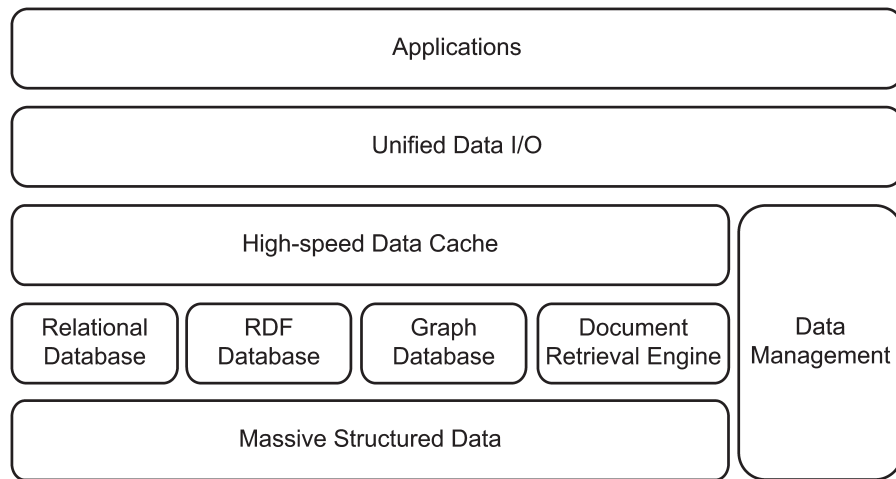 Applications
Unified Data I/O
High-speed Data Cache
Relational
Database
RDF
Database
Graph
Database
Document
Retrieval Engine
Data
Management
Massive Structured Data